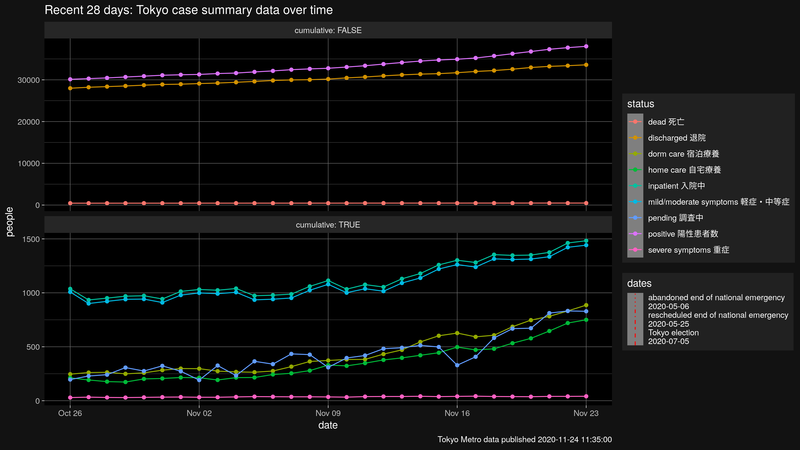 Recent 28 days: Tokyo case summary data over time
cumulative: FALSE
30000
20000
10000
0
people
cumulative: TRUE
1500
1000
500
0
Oct 26
Nov 02
Nov 09
Nov 16
Nov 23
date
status
dead 死亡
discharged 退院
dorm care 宿泊療養
home care 自宅療養
inpatient 入院中
mild/moderate symptoms 軽症・中等症
pending 調査中
positive 陽性患者数
severe symptoms 重症
dates
abandoned end of national emergency
2020-05-06
rescheduled end of national emergency
2020-05-25
Tokyo election
2020-07-05
Tokyo Metro data published 2020-11-24 11:35:00